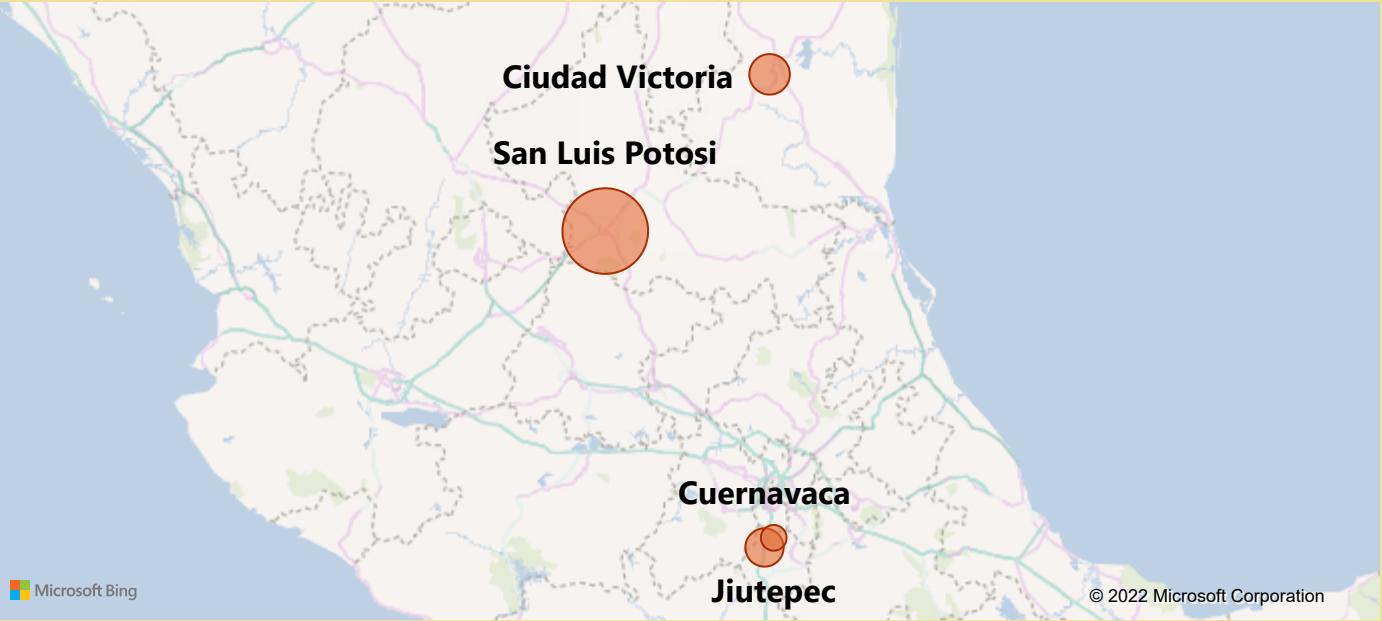 Ciudad Victoria
San Luis Potosi
Cuernavaca
Jiutepec
Microsoft Bing
© 2022 Microsoft Corporation